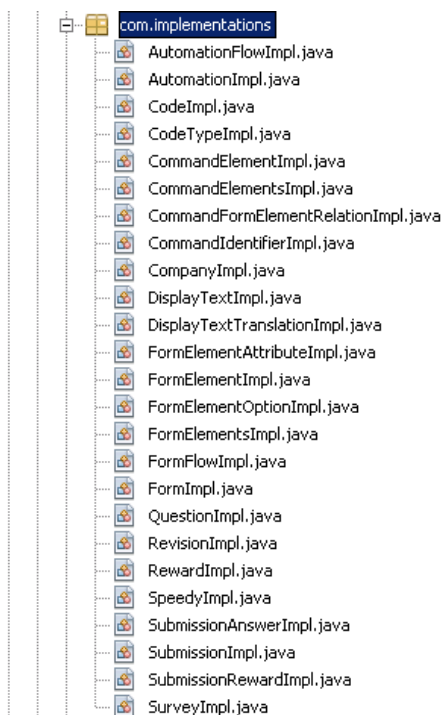 com.implementations
AutomationFlowImpl.java
AutomationImpl.java
CodeImpl.java
CodeTypeImpl.java
CommandElementImpl.java
CommandElementsImpl.java
CommandFormElementRelationImpl.java
CommandIdentifierImpl.java
CompanyImpl.java
DisplayTextImpl.java
DisplayTextTranslationImpl.java
FormElementAttributeImpl.java
FormElementImpl.java
FormElementOptionImpl.java
FormElementsImpl.java
FormFlowImpl.java
FormImpl.java
QuestionImpl.java
RevisionImpl.java
RewardImpl.java
SpeedyImpl.java
SubmissionAnswerImpl.java
SubmissionImpl.java
SubmissionRewardImpl.java
SurveyImpl.java